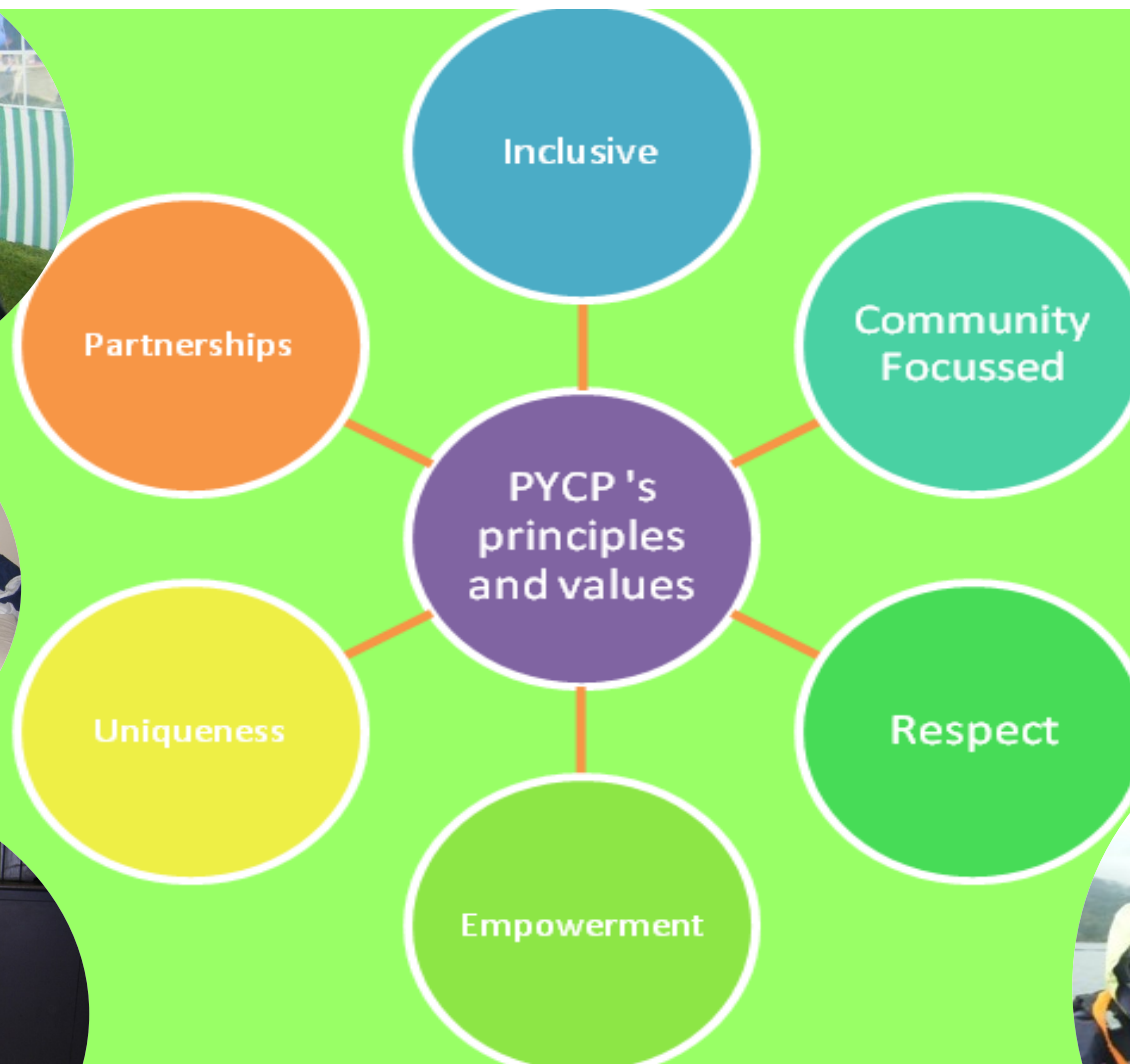 Inclusive
Community
Focussed
Partnerships
PYCP 's
principles
and values
Uniqueness
Respect
Empowerment